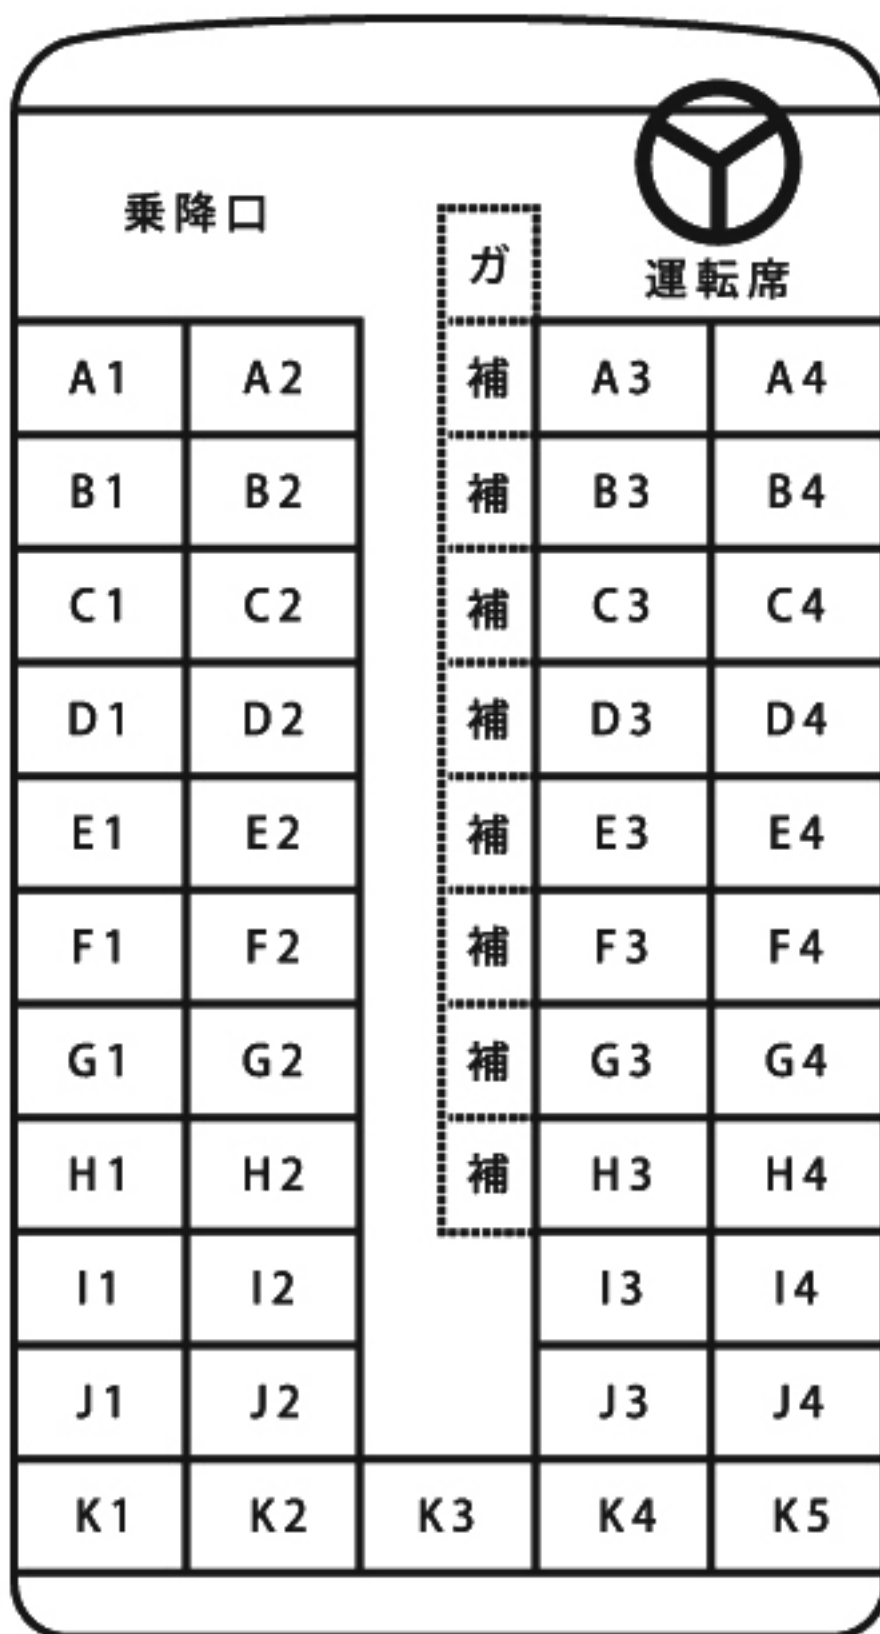 乗降口
ガ
運転席
A1 A2 補 A3 A4
B1 B2 補 B3 B4
C1 C2 補 C3 C4
D1 D2 補 D3 D4
E1 E2 補 E3 E4
F1 F2 補 F3 F4
G1 G2 補 G3 G4
H1 H2 補 H3 H4
I1 I2 I3 I4
J1 J2 J3 J4
K1 K2 K3 K4 K5